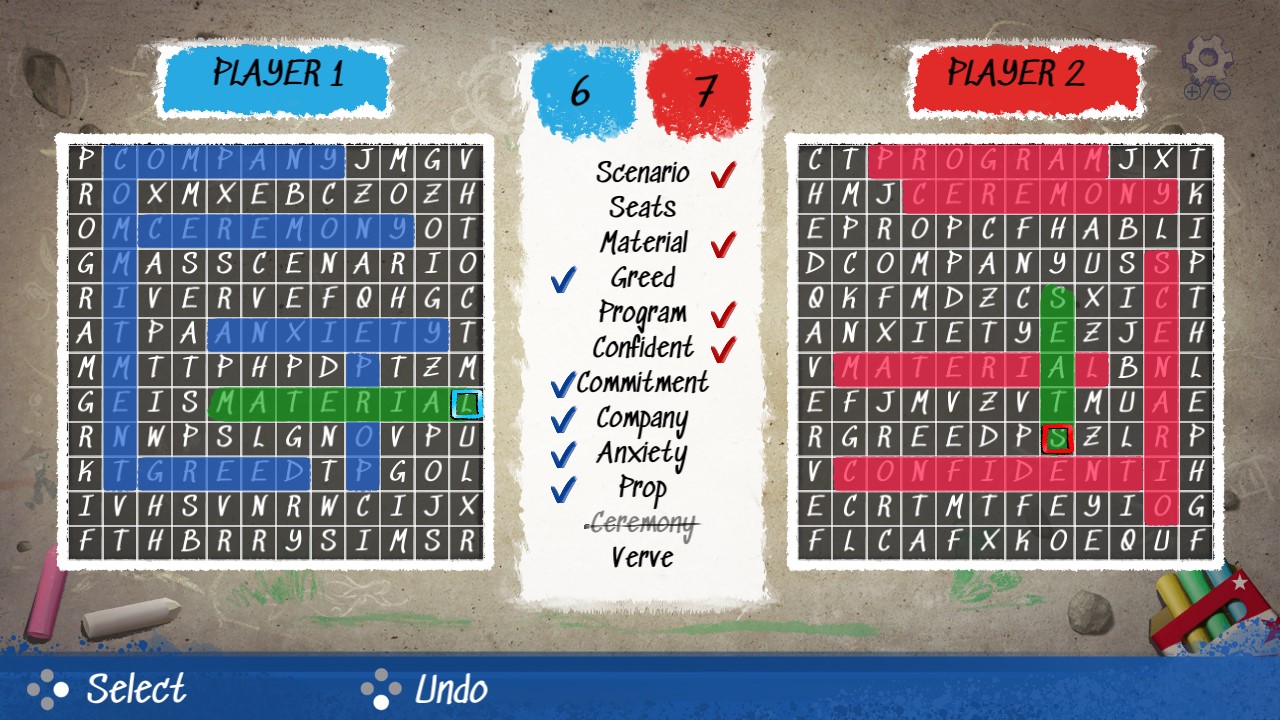 PLAYER 1
P C O M P A N Y J M G V
R O X M X E B C Z O Z H
O M C E R E M O N Y O T
G M A S S C E N A R I O
R I V E R V E F Q H G C
A T P A A N X I E T Y T
M M T T P H P D P T Z M
G E I S M A T E R I A L
R N W P S L G N O V P U
K T G R E E D T P G O L
I V H S V N R W C I J X
F T H B R R Y S I M S R
6 7
Scenario
Seats
Material
Greed
Program
Confident
Commitment
Company
Anxiety
Prop
Ceremony
Verve
PLAYER 2
C T P R O G R A M J X T
H M J C E R E M O N Y K
E P R O P C F H A B L I
D C O M P A N Y U S S P
Q K F M D Z C S X I C T
A N X I E T Y E Z J E H
V M A T E R I A L B N L
E F J M V Z V T M U A E
R G R E E D P S Z L R P
V C O N F I D E N T I H
E C R T M T F E Y I O G
F L C A F X K O E Q U F
Select
Undo